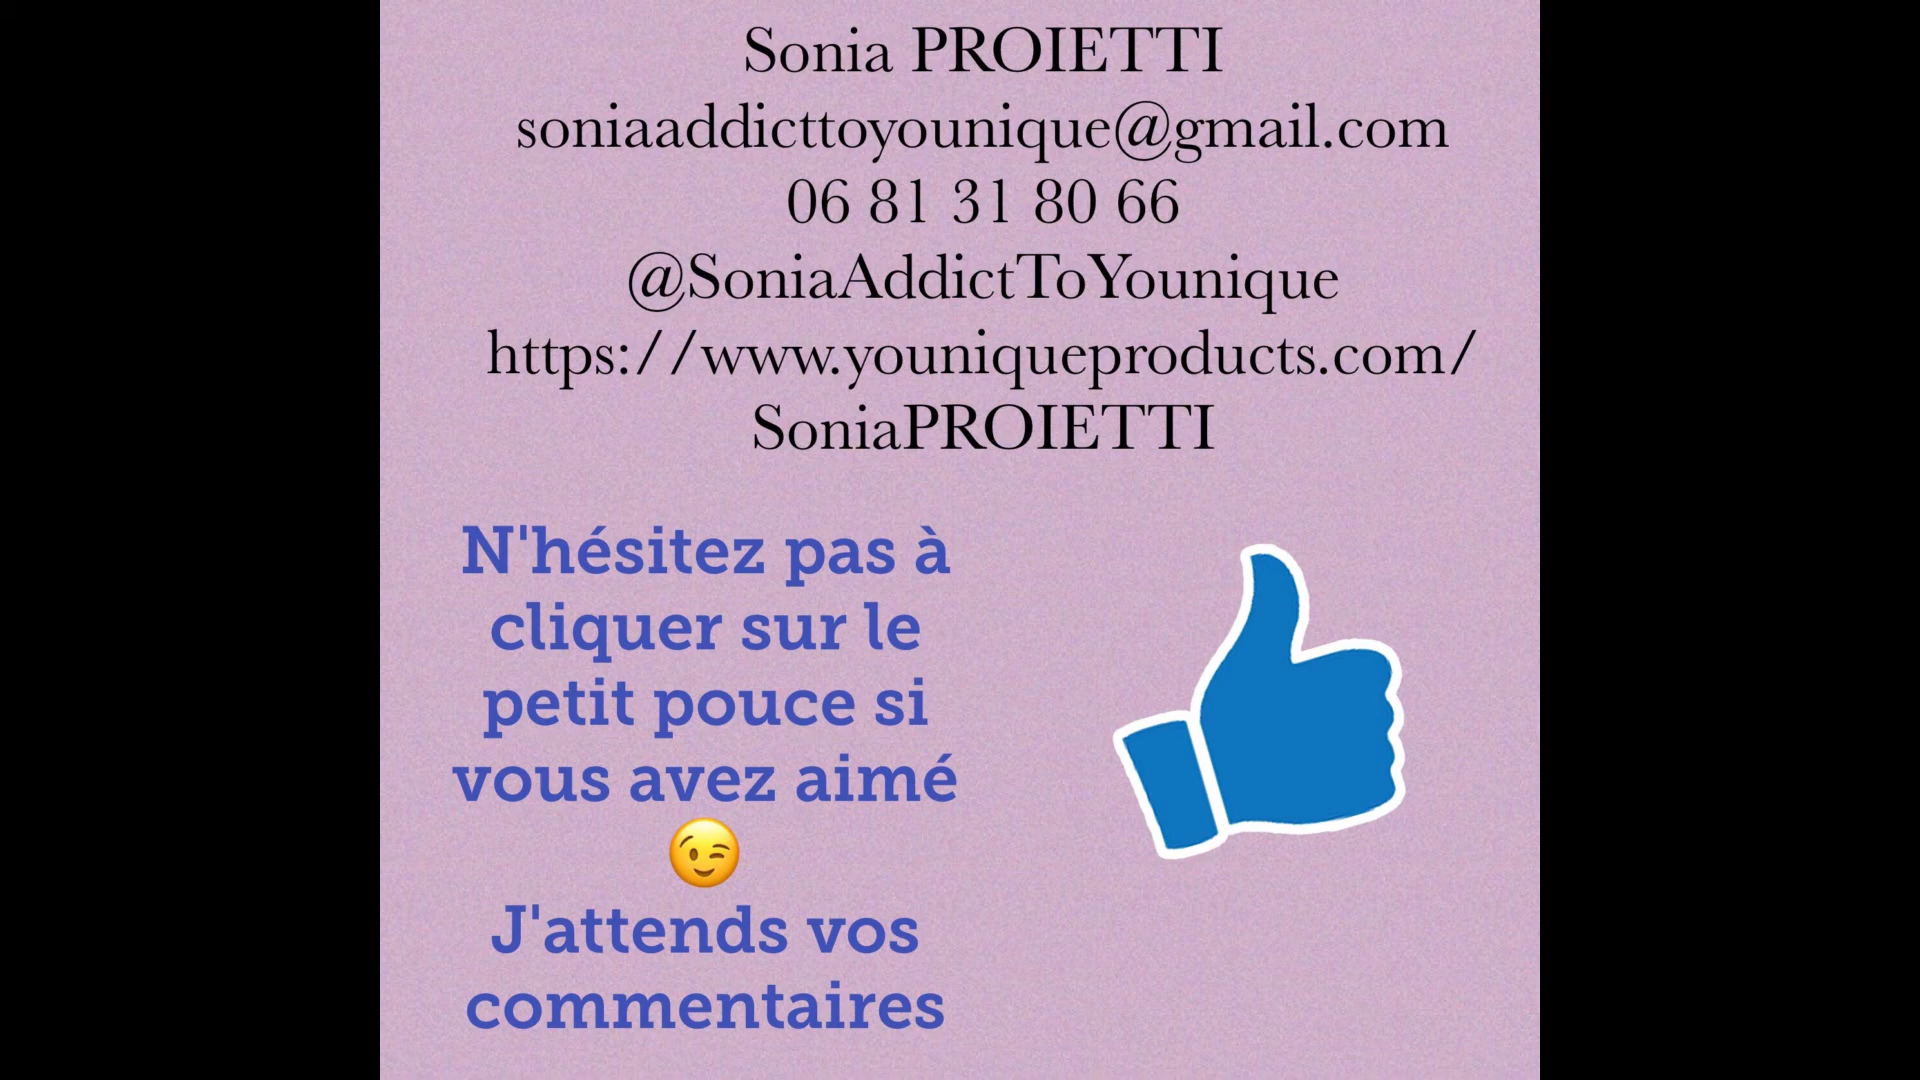 Sonia PROIETTI
soniaaddicttoyounique@gmail.com
06 81 31 80 66
@SoniaAddictToYounique
https://www.youniqueproducts.com/
SoniaPROIETTI
N'hésitez pas à
cliquer sur le
petit pouce si
vous avez aimé
😉
J'attends vos
commentaires